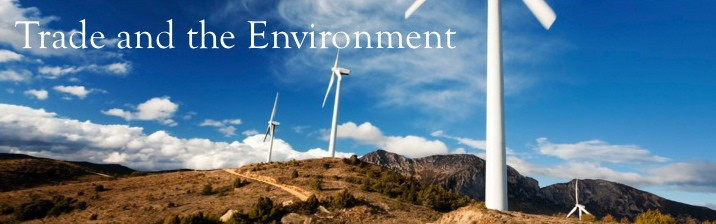 Trade and the Environment